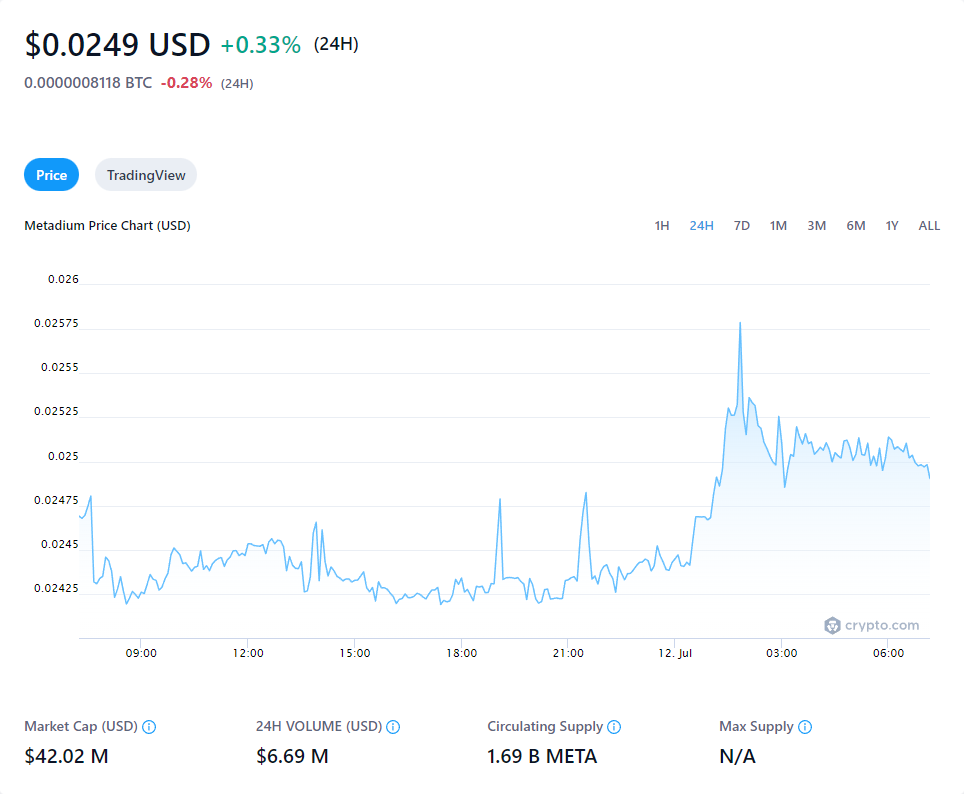 $0.0249 USD +0.33% (24H)
0.0000008118 BTC -0.28% (24H)
Price TradingView
Metadium Price Chart (USD) 1H 24H 7D 1M 3M 6M 1Y ALL
0.026
0.02575
0.0255
0.02525
0.025
0.02475
0.0245
0.02425
crypto.com
09:00 12:00 15:00 18:00 21:00 12. Jul 03:00 06:00
Market Cap (USD) 24H VOLUME (USD) Circulating Supply Max Supply
$42.02 M $6.69 M 1.69 B META N/A